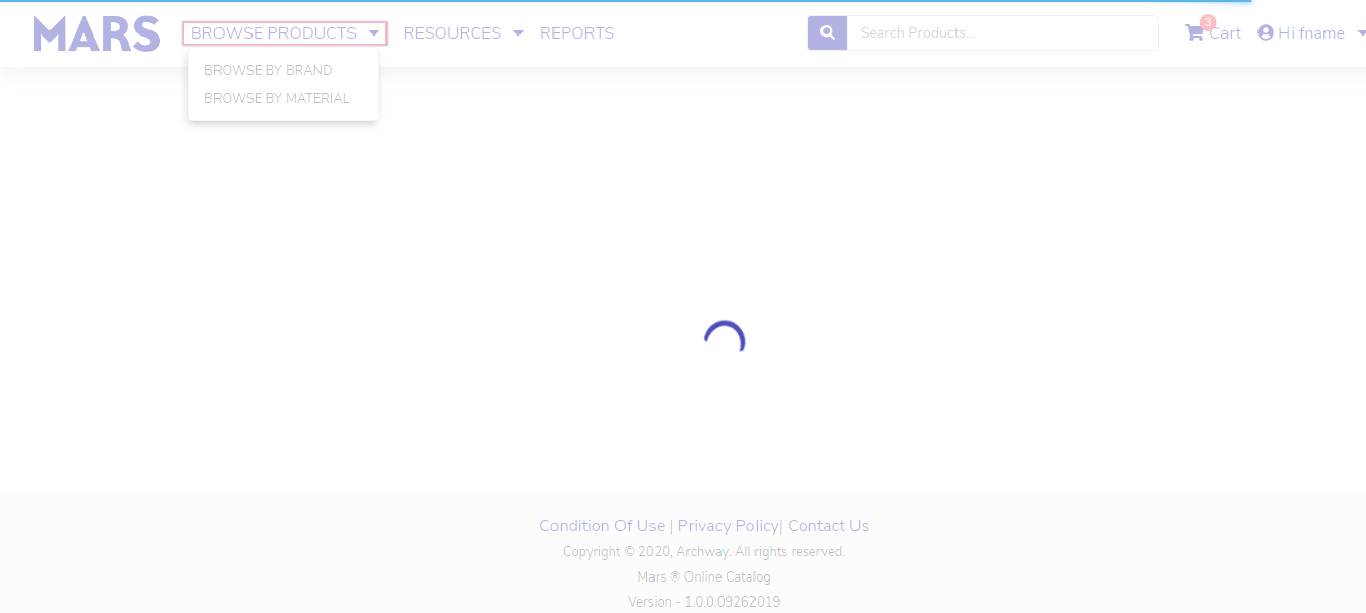 MARS BROWSE PRODUCTS RESOURCES REPORTS Search Products... 3 Cart Hi fname
BROWSE BY BRAND
BROWSE BY MATERIAL
Condition Of Use | Privacy Policy| Contact Us
Copyright © 2020, Archway. All rights reserved.
Mars ® Online Catalog
Version - 1.0.0.09262019